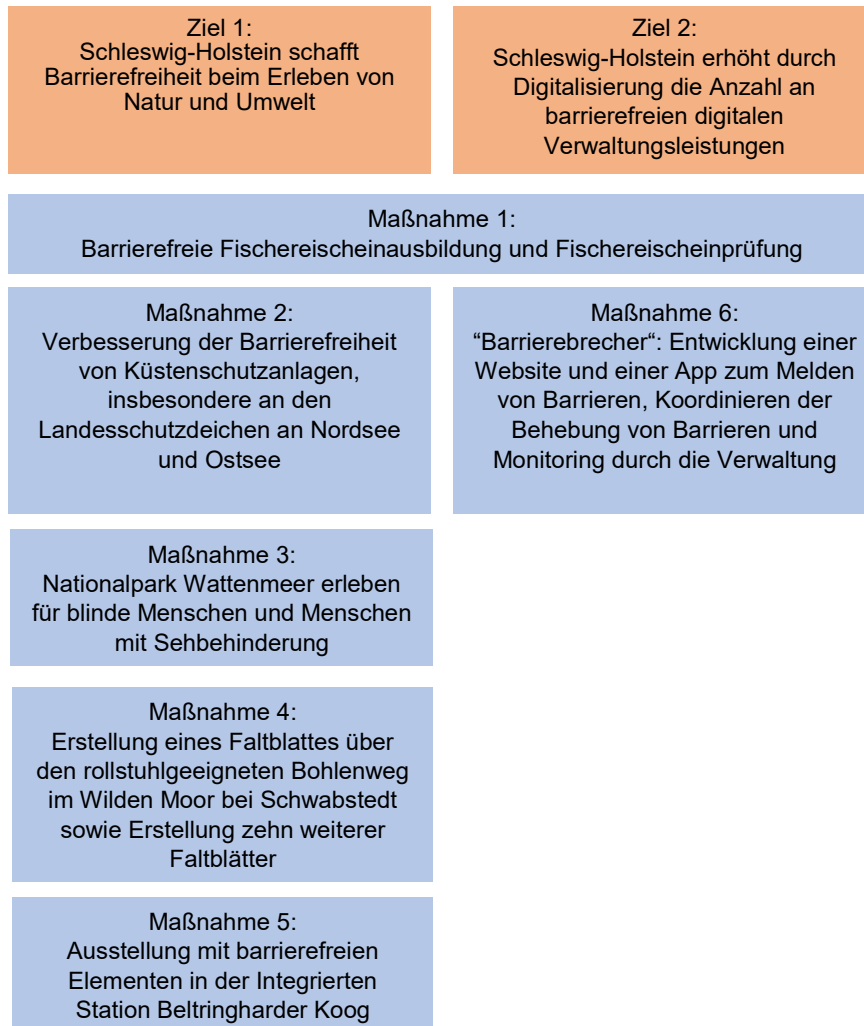 Ziel 1:
Schleswig-Holstein schafft
Barrierefreiheit beim Erleben von
Natur und Umwelt
Ziel 2:
Schleswig-Holstein erhöht durch
Digitalisierung die Anzahl an
barrierefreien digitalen
Verwaltungsleistungen
Maßnahme 1:
Barrierefreie Fischereischeinausbildung und Fischereischeinprüfung
Maßnahme 2:
Verbesserung der Barrierefreiheit
von Küstenschutzanlagen,
insbesondere an den
Landesschutzdeichen an Nordsee
und Ostsee
Maßnahme 6:
“Barrierebrecher“: Entwicklung einer
Website und einer App zum Melden
von Barrieren, Koordinieren der
Behebung von Barrieren und
Monitoring durch die Verwaltung
Maßnahme 3:
Nationalpark Wattenmeer erleben
für blinde Menschen und Menschen
mit Sehbehinderung
Maßnahme 4:
Erstellung eines Faltblattes über
den rollstuhlgeeigneten Bohlenweg
im Wilden Moor bei Schwabstedt
sowie Erstellung zehn weiterer
Faltblätter
Maßnahme 5:
Ausstellung mit barrierefreien
Elementen in der Integrierten
Station Beltringharder Koog